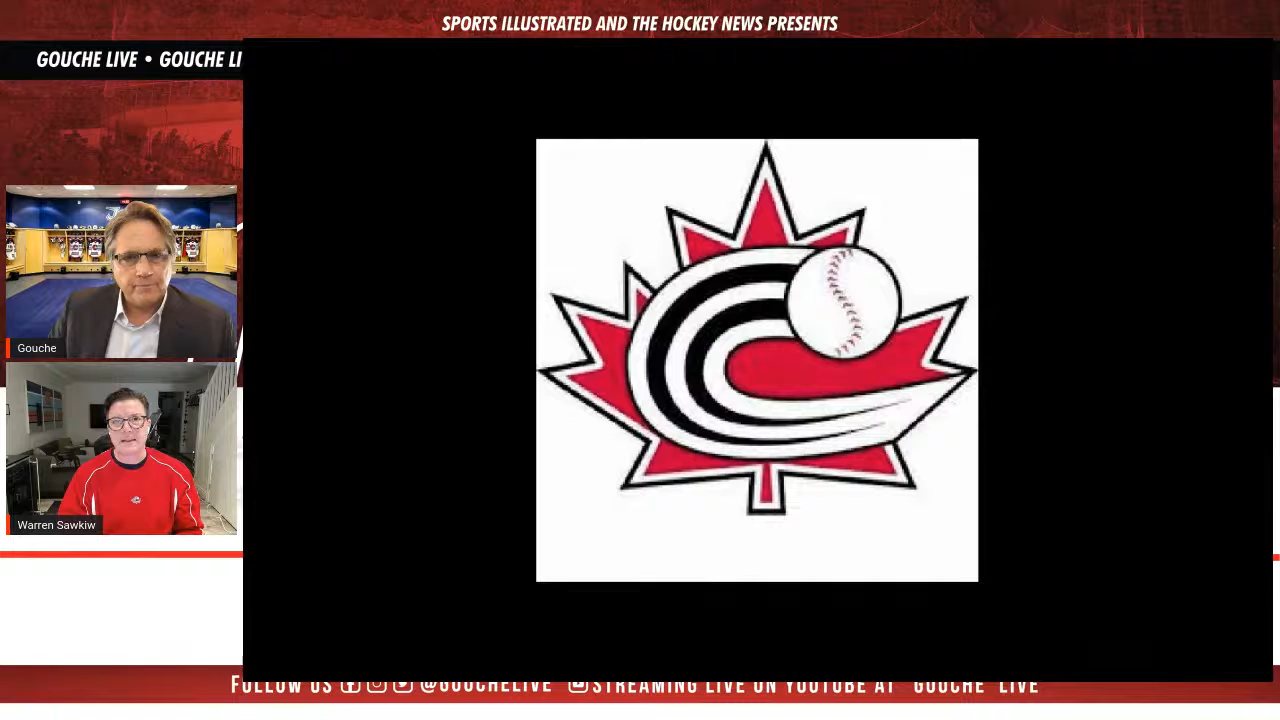 SPORTS ILLUSTRATED AND THE HOCKEY NEWS PRESENTS
GOUCHE LIVE • GOUCHE LI
Gouche
Warren Sawkiw
FOLLOW US @GOUCHELIVE STREAMING LIVE ON YOUTUBE AT "GOUCHE LIVE"